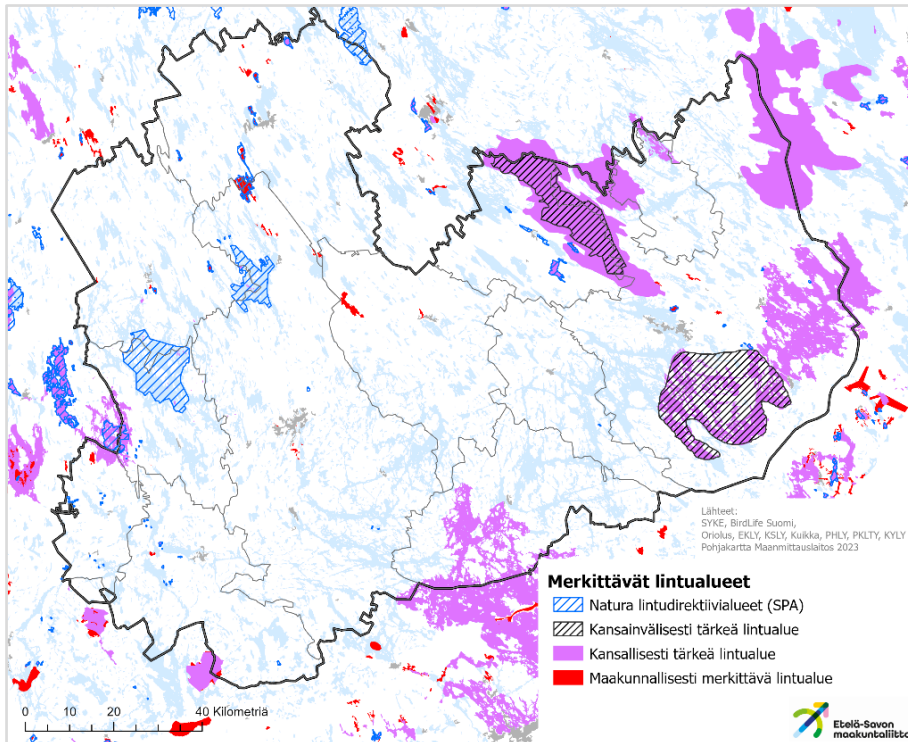 Lähteet:
SYKE, BirdLife Suomi,
Oriolus, EKLY, KSLY, Kuikka, PHLY, PKLTY, KYLY
Pohjakartta Maanmittauslaitos 2023
Merkittävät lintualueet
Natura lintudirektiivialueet (SPA)
Kansainvälisesti tärkeä lintualue
Kansallisesti tärkeä lintualue
Maakunnallisesti merkittävä lintualue
0 10 20 40 Kilometriä
Etelä-Savon
maakuntaliitto